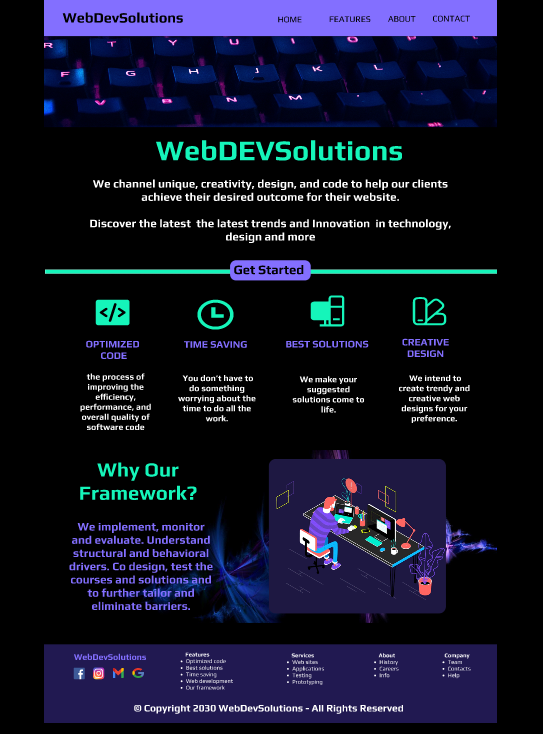 WebDevSolutions
HOME FEATURES ABOUT CONTACT
R T Y U I O
F G H J K L
V B N M
WebDEVSolutions
We channel unique, creativity, design, and code to help our clients
achieve their desired outcome for their website.
Discover the latest the latest trends and Innovation in technology,
design and more
Get Started
OPTIMIZED
CODE
the process of
improving the
efficiency,
performance, and
overall quality of
software code
TIME SAVING
You don't have to
do something
worrying about the
time to do all the
work.
BEST SOLUTIONS
We make your
suggested
solutions come to
life.
CREATIVE
DESIGN
We intend to
create trendy and
creative web
designs for your
preference.
Why Our
Framework?
We implement, monitor
and evaluate. Understand
structural and behavioral
drivers. Co design, test the
courses and solutions and
to further tailor and
eliminate barriers.
WebDevSolutions
Features
Optimized code
Best solutions
Time saving
Web development
Our framework
Services
Web sites
Applications
Testing
Prototyping
About
History
Careers
Info
Company
Team
Contacts
Help
© Copyright 2030 WebDevSolutions - All Rights Reserved